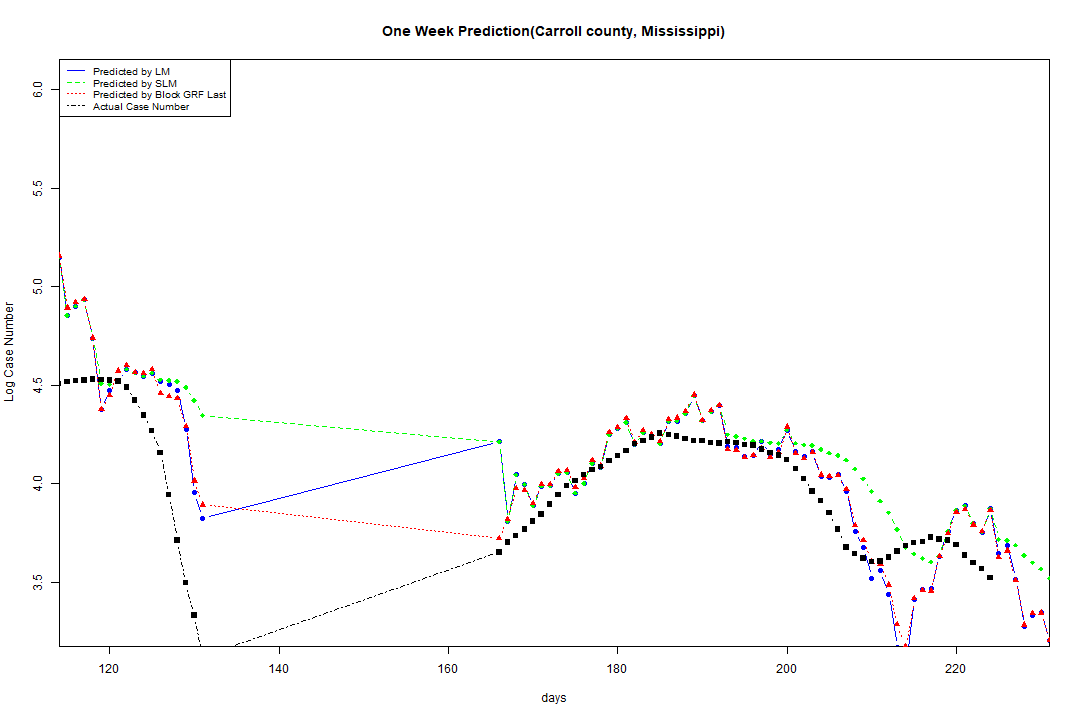 One Week Prediction(Carroll county, Mississippi)
Predicted by LM
Predicted by SLM
Predicted by Block GRF Last
Actual Case Number
6.0
5.5
5.0
4.5
4.0
3.5
Log Case Number
120 140 160 180 200 220
days